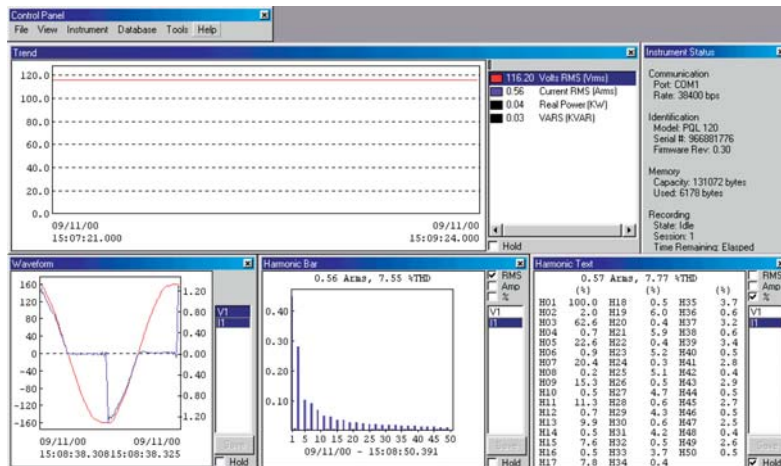 Control Panel
File View Instrument Database Tools Help
Trend
120.0
100.0
80.0
60.0
40.0
20.0
0.0
09/11/00
15:07:21.000
09/11/00
15:09:24.000
116.20 Volts RMS (Vrms)
0.56 Current RMS (Arms)
0.04 Real Power (KW)
0.03 VARS (KVAR)
Hold
Instrument Status
Communication
Port: COM1
Rate: 38400 bps
Identification
Model: PQL 120
Serial #: 966881776
Firmware Rev: 0.30
Memory
Capacity: 131072 bytes
Used: 6178 bytes
Recording
State: Idle
Session: 1
Time Remaining: Elapsed
Waveform
160
120
80
40
0
-40
-80
-120
-160
1.20
0.80
0.40
0.00
0.40
0.80
1.20
09/11/00
15:08:38.308
09/11/00
15:08:38.325
V1
I1
Save
Hold
Harmonic Bar
0.56 Arms, 7.55 %THD
0.40
0.30
0.20
0.10
0.00
1 5 10 15 20 25 30 35 40 45 50
09/11/00 - 15:08:50.391
RMS
Amp
%
V1
I1
Save
Hold
Harmonic Text
0.57 Arms, 7.77 %THD
(%) (%) (%)
H01 100.0 H18 0.5 H35 3.7
H02 2.0 H19 6.0 H36 0.6
H03 62.6 H20 0.4 H37 3.2
H04 0.7 H21 5.9 H38 0.6
H05 22.6 H22 0.4 H39 3.4
H06 0.9 H23 5.2 H40 0.5
H07 20.4 H24 0.3 H41 2.8
H08 0.2 H25 5.1 H42 0.4
H09 15.3 H26 0.5 H43 2.9
H10 0.5 H27 4.7 H44 0.5
H11 11.3 H28 0.6 H45 2.7
H12 0.7 H29 4.3 H46 0.5
H13 9.9 H30 0.6 H47 2.5
H14 0.5 H31 4.2 H48 0.4
H15 7.6 H32 0.5 H49 2.6
H16 0.5 H33 3.7 H50 0.5
H17 7.8 H34 0.4
RMS
Amp
%
V1
I1
Save
Hold